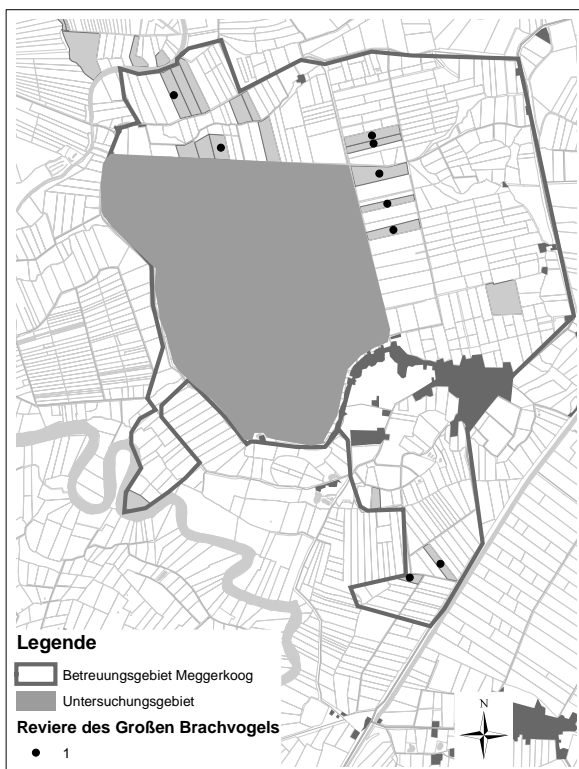 N
Legende
Betreuungsgebiet Meggerkoog
Untersuchungsgebiet
Reviere des Großen Brachvogels
1